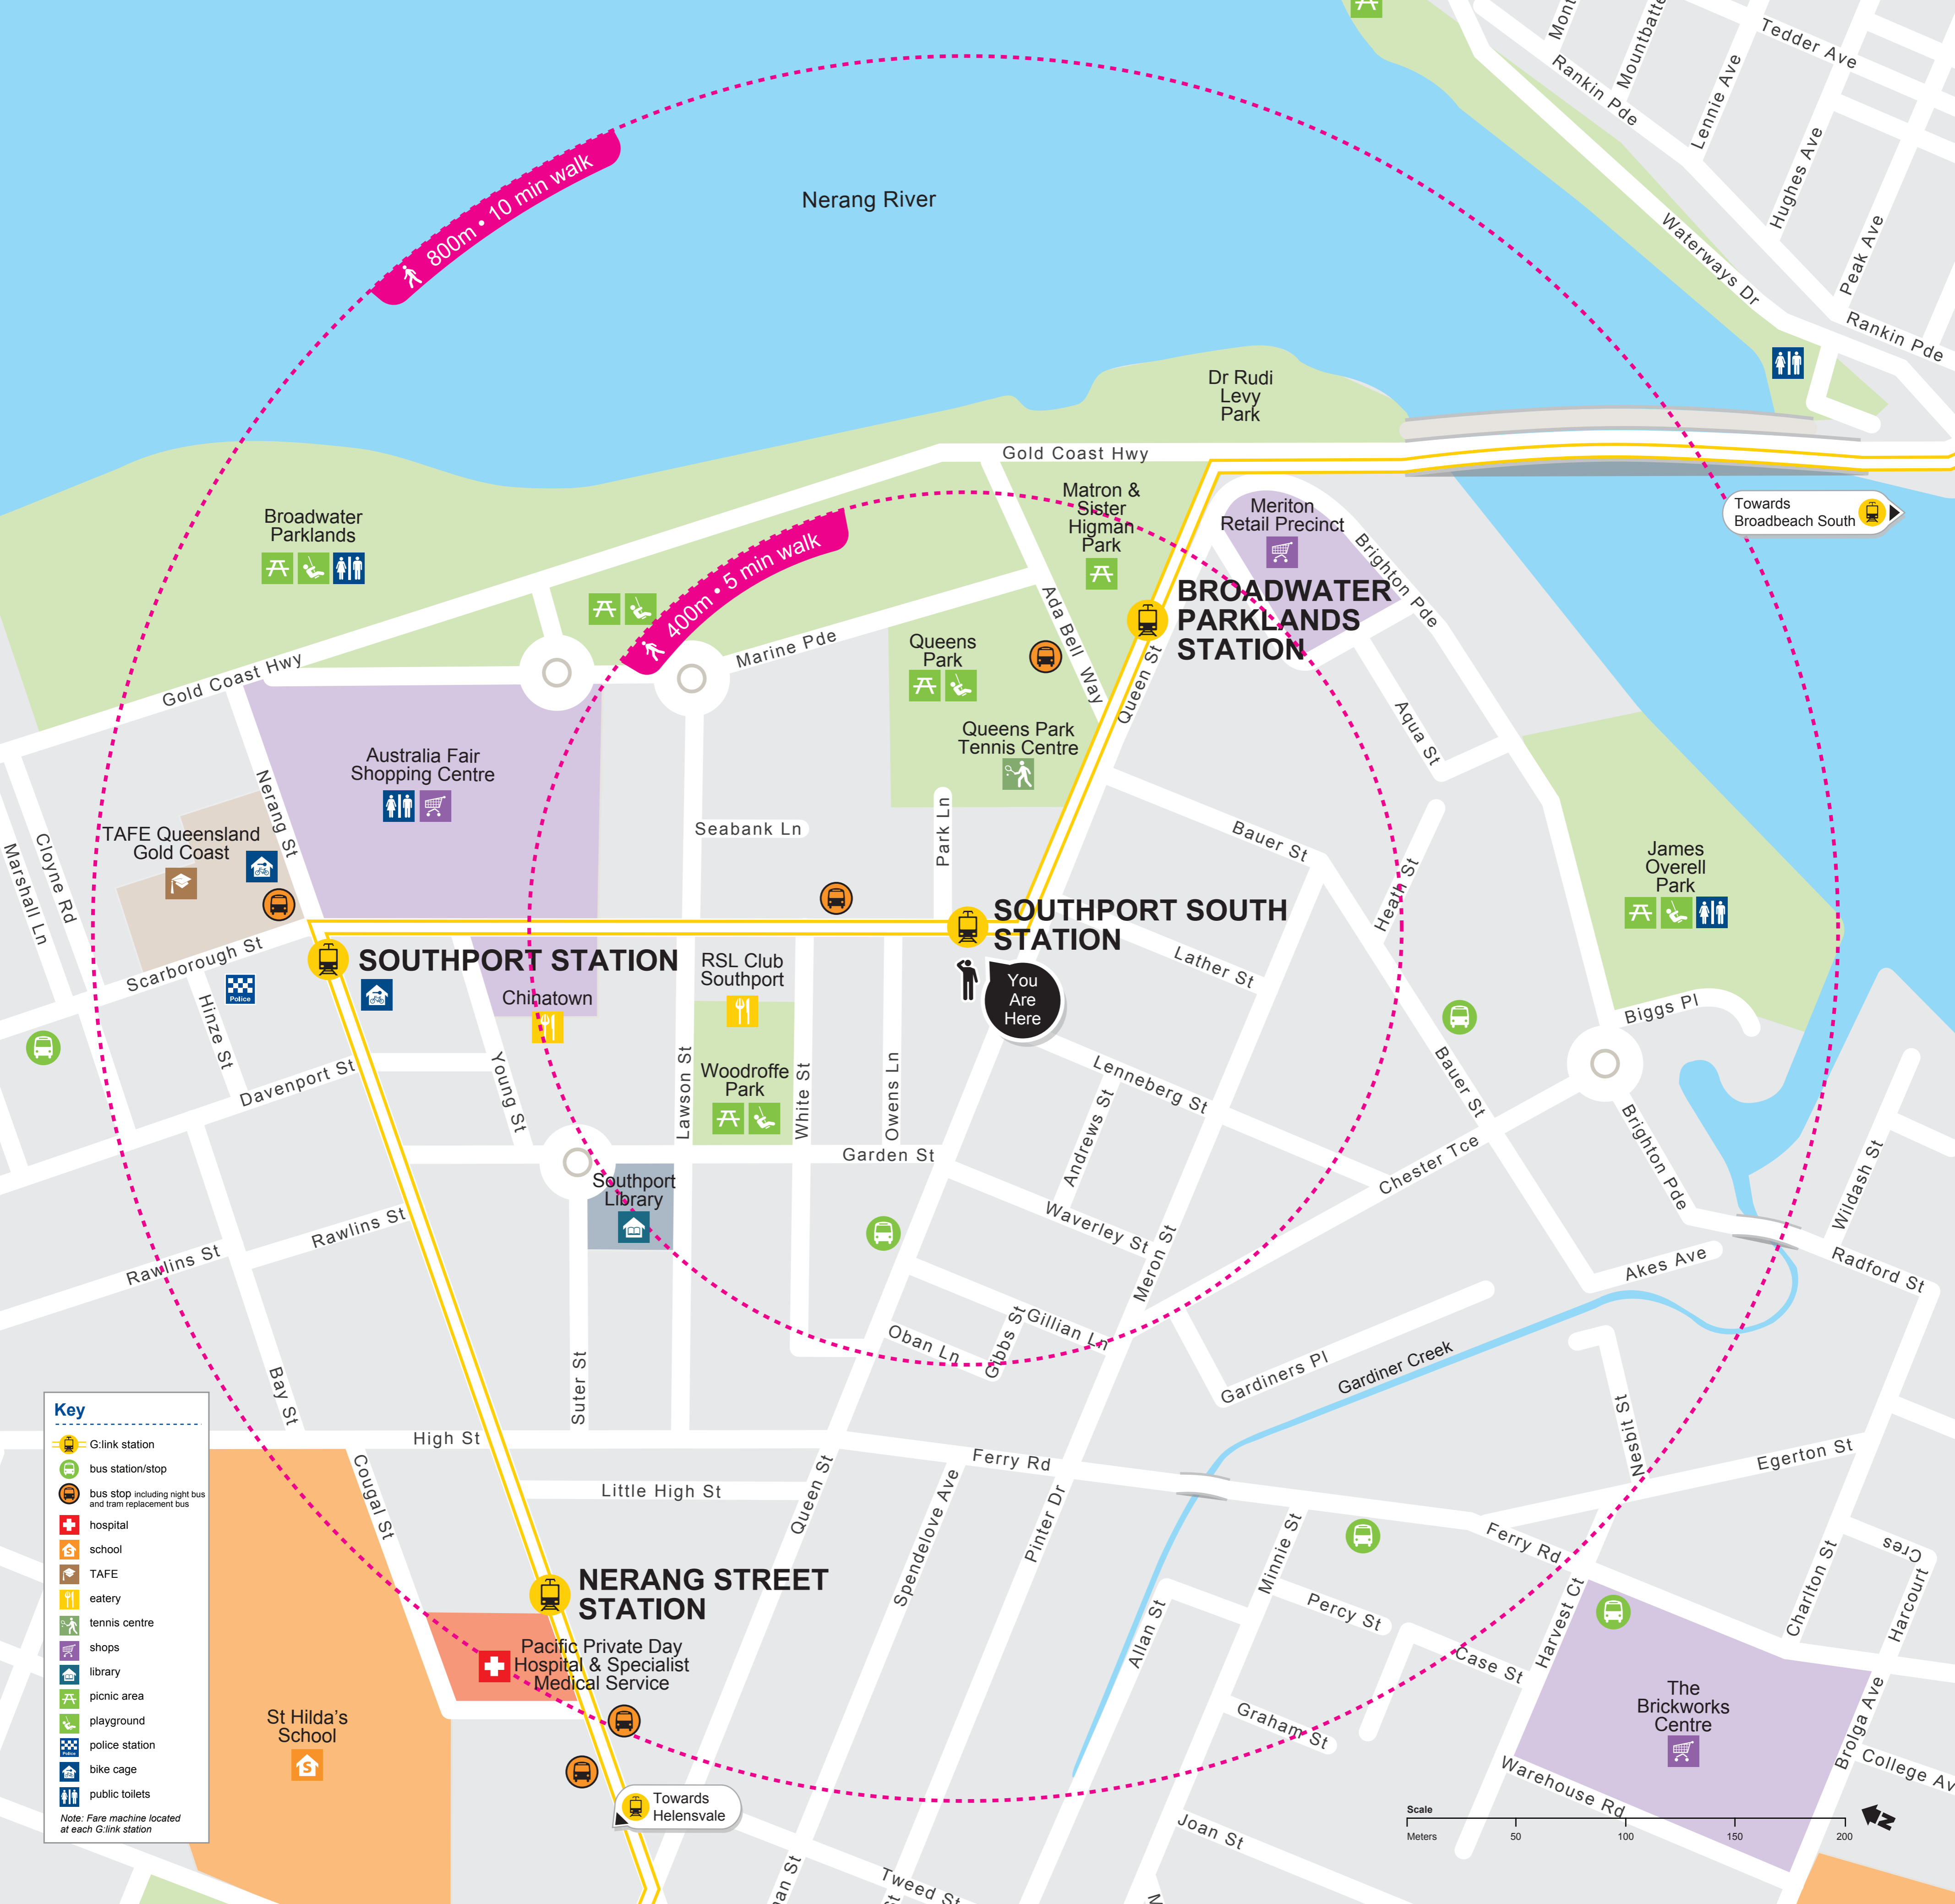 Tedder Ave
Rankin Pde
Lennie Ave
Hughes Ave
Peak Ave
Waterways Dr
Rankin Pde
800m • 10 min walk
Nerang River
Dr Rudi
Levy
Park
Gold Coast Hwy
Matron &
Sister
Higman
Park
Meriton
Retail Precinct
Brighton Pde
Towards
Broadbeach South
Broadwater
Parklands
400m • 5 min walk
BROADWATER
PARKLANDS
STATION
Ada Bell Way
Queen St
Marine Pde
Queens
Park
Gold Coast Hwy
Queens Park
Tennis Centre
Aqua St
Australia Fair
Shopping Centre
Nerang St
TAFE Queensland
Gold Coast
Cloyne Rd
Marshall Ln
Seabank Ln
Park Ln
Bauer St
Heath St
James
Overell
Park
SOUTHPORT SOUTH
STATION
Scarborough St
Police
SOUTHPORT STATION
RSL Club
Southport
Chinatown
You
Are
Here
Lather St
Biggs Pl
Hinze St
Davenport St
Young St
Lawson St
Woodroffe
Park
White St
Owens Ln
Lenneberg St
Andrews St
Bauer St
Brighton Pde
Garden St
Chester Tce
Wildash St
Southport
Library
Waverley St
Meron St
Rawlins St
Rawlins St
Akes Ave
Radford St
Oban Ln
Gibbs St
Gillian Ln
Gardiners Pl
Gardiner Creek
Bay St
Suter St
Nesbit St
Egerton St
High St
Ferry Rd
Little High St
Cougal St
Queen St
Spendelove Ave
Pinter Dr
Minnie St
Ferry Rd
Charlton St
Cres
Harcourt
NERANG STREET
STATION
Percy St
Allan St
Case St
Harvest Ct
Pacific Private Day
Hospital & Specialist
Medical Service
Graham St
The
Brickworks
Centre
Brolga Ave
College Av
St Hilda's
School
Warehouse Rd
Towards
Helensvale
Joan St
Tweed St
Key
G:link station
bus station/stop
bus stop including night bus
and tram replacement bus
hospital
school
TAFE
eatery
tennis centre
shops
library
picnic area
playground
Police
police station
bike cage
public toilets
Note: Fare machine located
at each G:link station
Scale
Meters 50 100 150 200
N